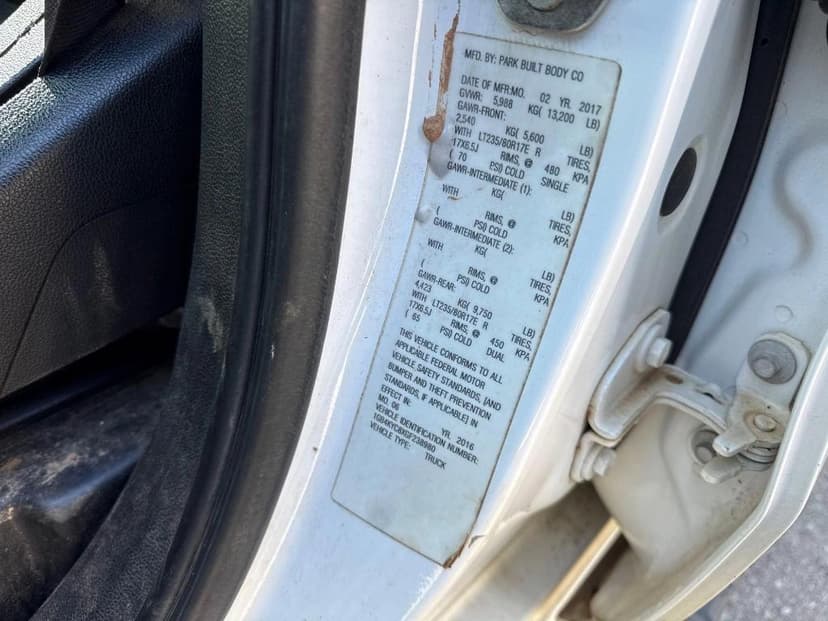 MFD. BY: PARK BUILT BODY CO
DATE OF MFR:MO. 02 YR. 2017
GVWR: 5,988 KG( 13,200 LB)
GAWR-FRONT:
2,540 KG( 5,600 LB)
WITH LT235/80R17E R TIRES,
17X6.5J RIMS, @ 480 KPA
( 70 PSI) COLD SINGLE
GAWR-INTERMEDIATE (1):
KG( LB)
WITH TIRES,
RIMS, @ KPA
( PSI) COLD
GAWR-INTERMEDIATE (2):
KG( LB)
WITH TIRES,
RIMS, @ KPA
( PSI) COLD
GAWR-REAR:
4,423 KG( 9,750 LB)
WITH LT235/80R17E R TIRES,
17X6.5J RIMS, @ 450 KPA
( 65 PSI) COLD DUAL
THIS VEHICLE CONFORMS TO ALL
APPLICABLE FEDERAL MOTOR
VEHICLE SAFETY STANDARDS, [AND
BUMPER AND THEFT PREVENTION
STANDARDS, IF APPLICABLE] IN
EFFECT IN:
MO. 06 YR. 2016
VEHICLE IDENTIFICATION NUMBER:
1GB4KYC8XGF238980
VEHICLE TYPE: TRUCK